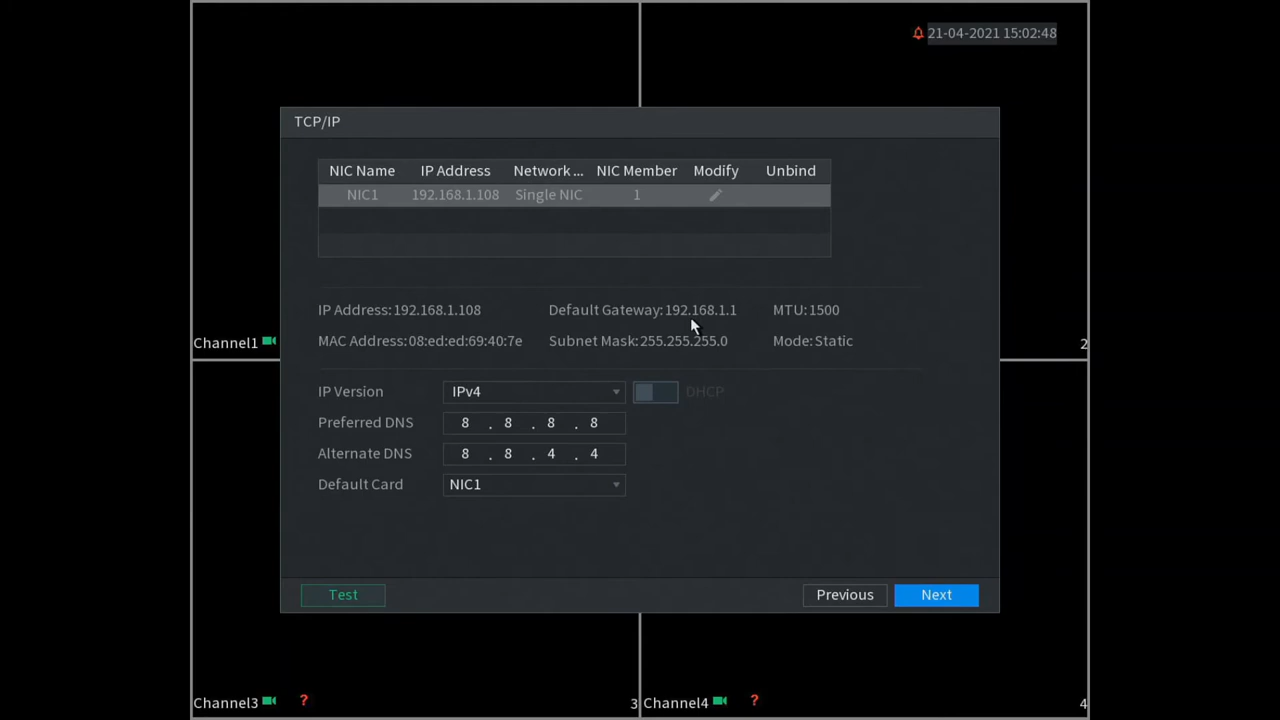 21-04-2021 15:02:48
TCP/IP
NIC Name IP Address Network ... NIC Member Modify Unbind
NIC1 192.168.1.108 Single NIC 1
IP Address:192.168.1.108 Default Gateway:192.168.1.1 MTU:1500
MAC Address:08:ed:ed:69:40:7e Subnet Mask:255.255.255.0 Mode:Static
Channel1 2
IP Version IPv4 DHCP
Preferred DNS 8 . 8 . 8 . 8
Alternate DNS 8 . 8 . 4 . 4
Default Card NIC1
Test Previous Next
Channel3 ? 3 Channel4 ? 4